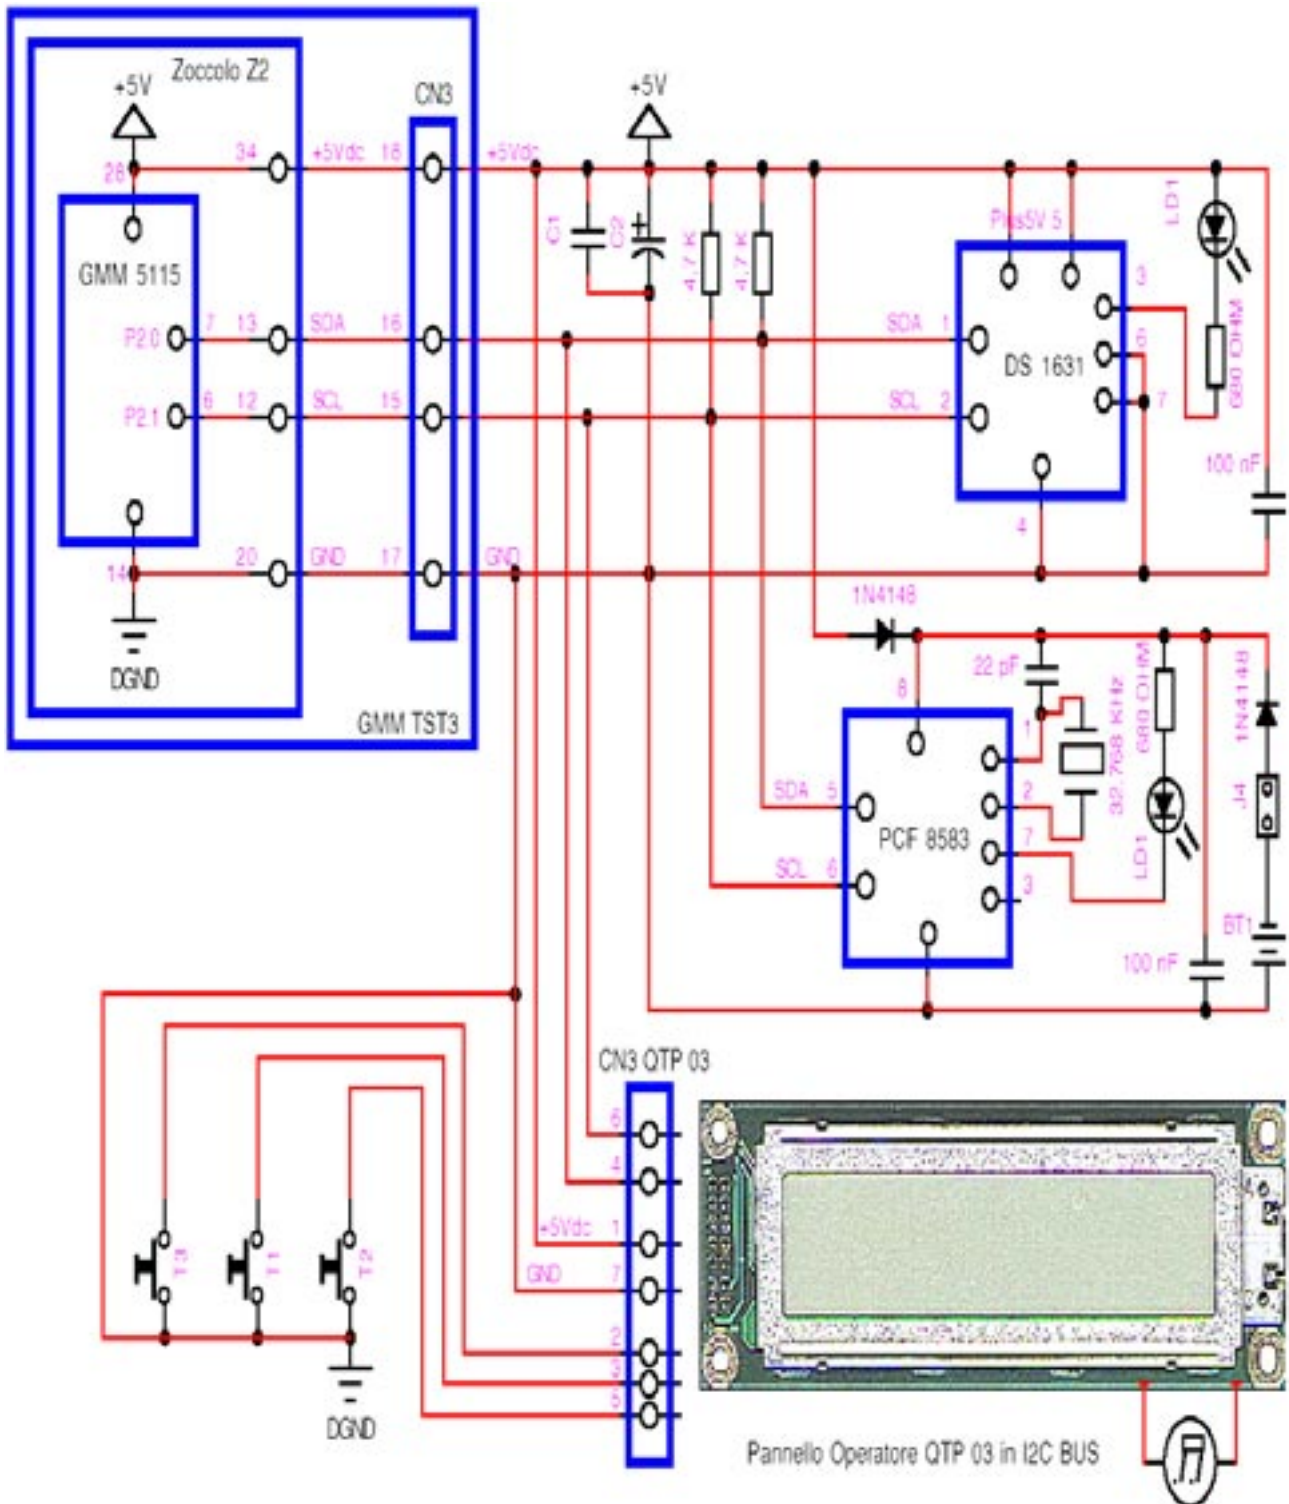 Zoccolo Z2
+5V
CN3
+5V
34
+5Vdc
18
+5Vdc
28
C1
C2
4,7 K
4,7 K
Plus5V 5
LD1
GMM 5115
3
P2.0
7
13
SDA
16
SDA
1
DS 1631
680 OHM
P2.1
6
12
SCL
15
SCL
2
7
100 nF
4
14
20
GND
17
GND
DGND
GMM TST3
1N4148
22 pF
8
1
32,768 KHz
680 OHM
1N4148
SDA
5
2
J4
PCF 8583
7
SCL
6
3
LD1
BT1
100 nF
CN3 QTP 03
4
+5Vdc
1
GND
7
T3
T1
T2
2
DGND
Pannello Operatore QTP 03 in I2C BUS